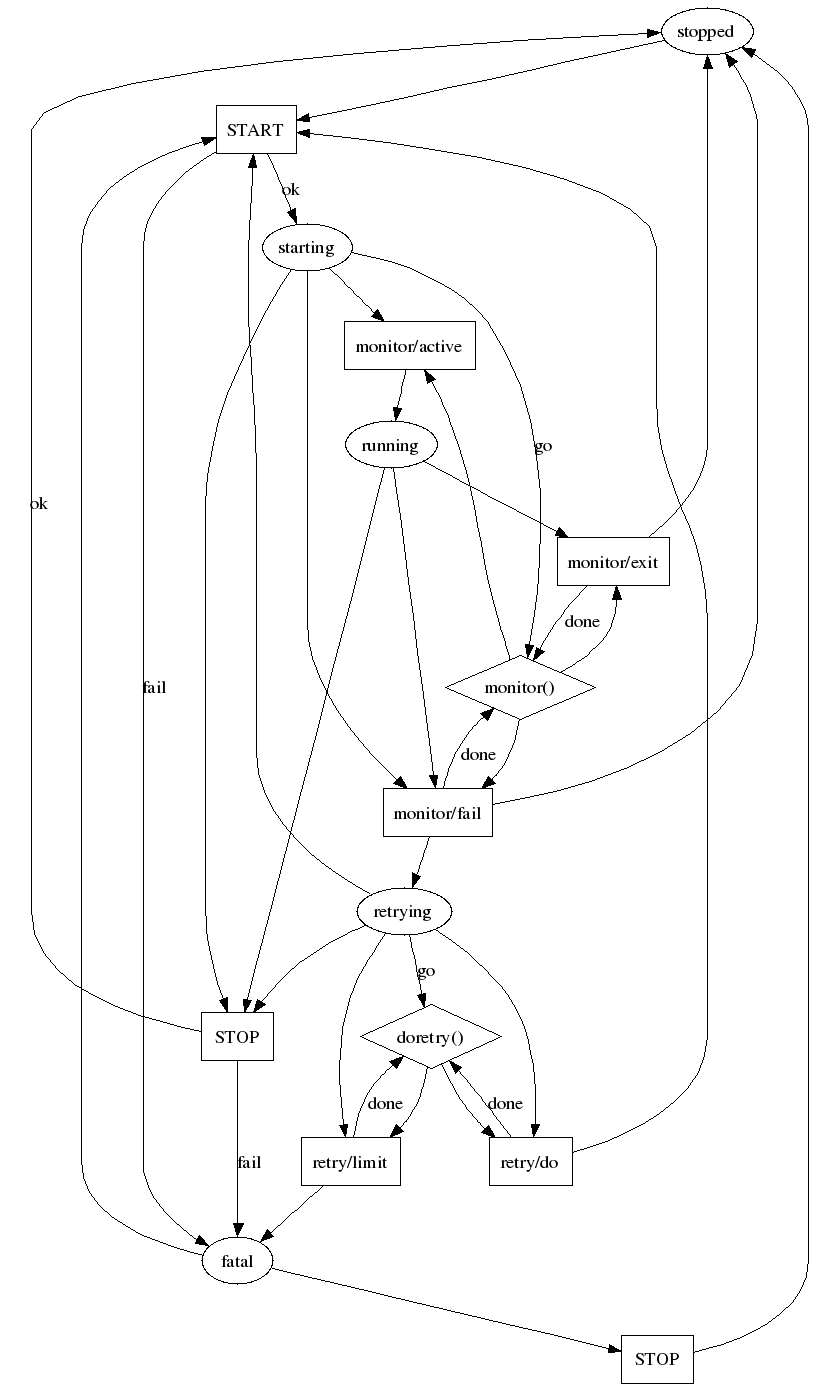 stopped
START
ok
starting
monitor/active
running
go
ok
monitor/exit
done
monitor()
fail
done
monitor/fail
retrying
go
STOP
doretry()
done
done
fail
retry/limit
retry/do
fatal
STOP